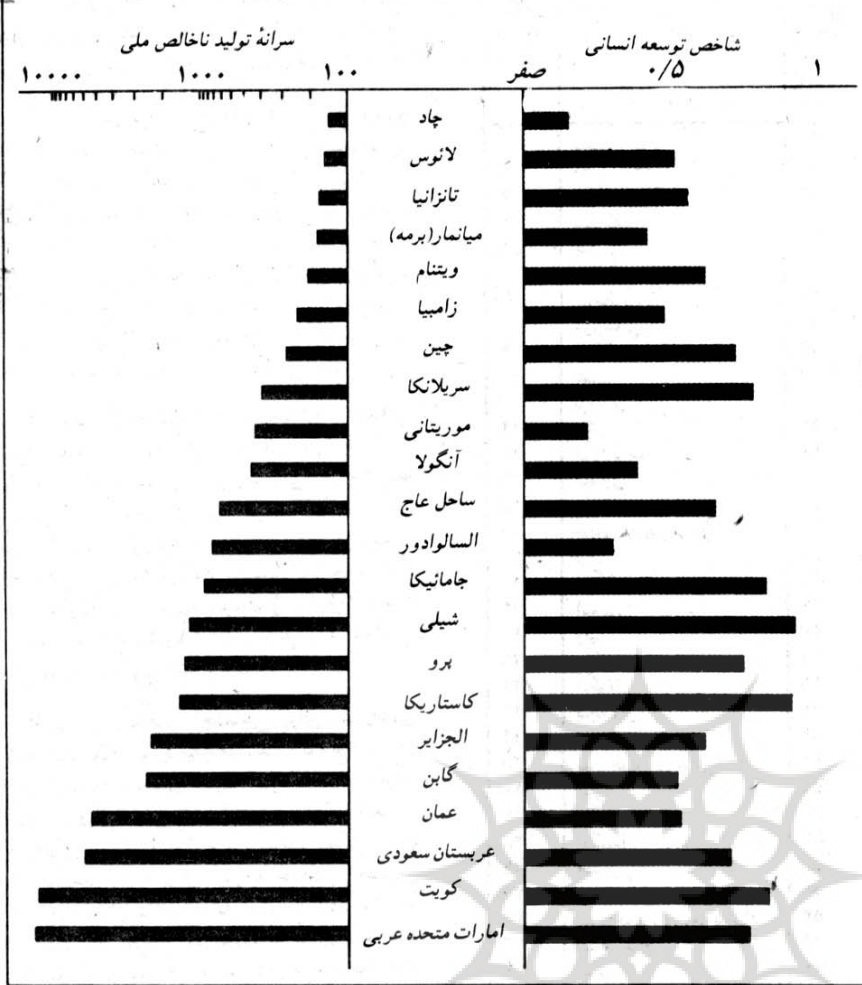 شاخص توسعه انسانی
سرانهٔ تولید ناخالص ملی
۱
۰/۵
صفر
۱۰۰
۱۰۰۰
۱۰۰۰۰
چاد
لائوس
تانزانیا
میانمار(برمه)
ویتنام
زامبیا
چین
سریلانکا
موریتانی
آنگولا
ساحل عاج
السالوادور
جامائیکا
شیلی
پرو
کاستاریکا
الجزایر
گابن
عمان
عربستان سعودی
کویت
امارات متحده عربی